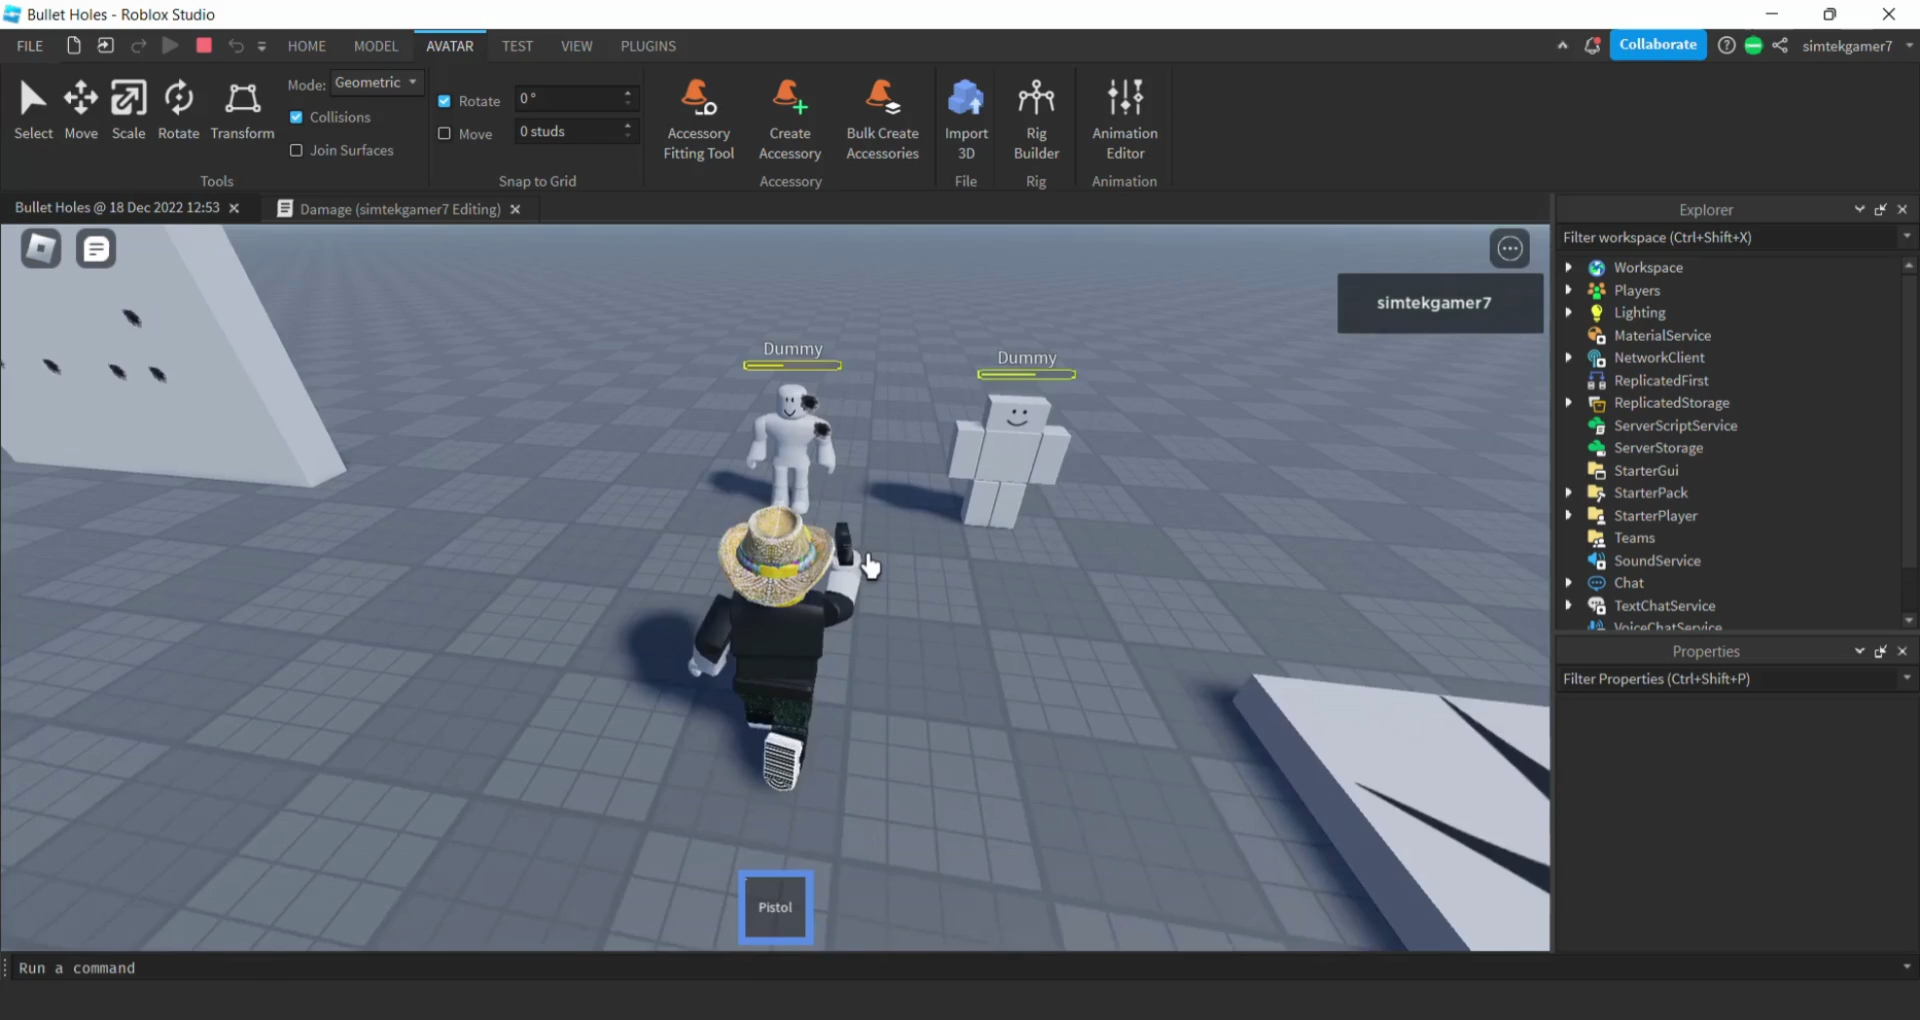 Bullet Holes - Roblox Studio
FILE HOME MODEL AVATAR TEST VIEW PLUGINS Collaborate simtekgamer7
Select Move Scale Rotate Transform
Mode: Geometric
Collisions
Join Surfaces
Tools
Rotate 0 °
Move 0 studs
Snap to Grid
Accessory
Fitting Tool
Create
Accessory
Bulk Create
Accessories
Accessory
Import
3D
File
Rig
Builder
Rig
Animation
Editor
Animation
Bullet Holes @ 18 Dec 2022 12:53
Damage (simtekgamer7 Editing)
simtekgamer7
Dummy
Dummy
Pistol
Explorer
Filter workspace (Ctrl+Shift+X)
Workspace
Players
Lighting
MaterialService
NetworkClient
ReplicatedFirst
ReplicatedStorage
ServerScriptService
ServerStorage
StarterGui
StarterPack
StarterPlayer
Teams
SoundService
Chat
TextChatService
VoiceChatService
Properties
Filter Properties (Ctrl+Shift+P)
Run a command